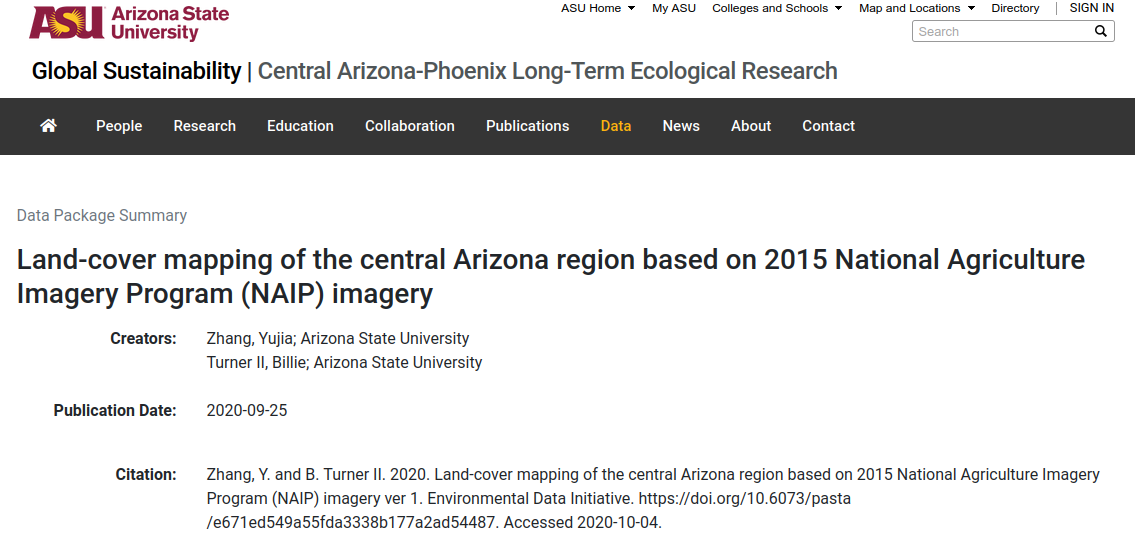 ASU Arizona State University
ASU Home My ASU Colleges and Schools Map and Locations Directory SIGN IN
Search
Global Sustainability | Central Arizona-Phoenix Long-Term Ecological Research
People Research Education Collaboration Publications Data News About Contact
Data Package Summary
Land-cover mapping of the central Arizona region based on 2015 National Agriculture
Imagery Program (NAIP) imagery
Creators: Zhang, Yujia; Arizona State University
Turner II, Billie; Arizona State University
Publication Date: 2020-09-25
Citation: Zhang, Y. and B. Turner II. 2020. Land-cover mapping of the central Arizona region based on 2015 National Agriculture Imagery
Program (NAIP) imagery ver 1. Environmental Data Initiative. https://doi.org/10.6073/pasta
/e671ed549a55fda3338b177a2ad54487. Accessed 2020-10-04.